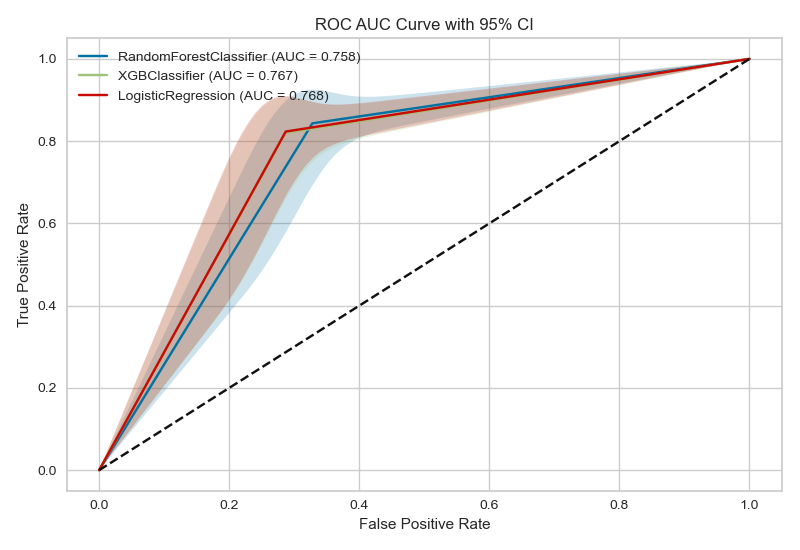 ROC AUC Curve with 95% CI
RandomForestClassifier (AUC = 0.758)
XGBClassifier (AUC = 0.767)
LogisticRegression (AUC = 0.768)
True Positive Rate
1.0
0.8
0.6
0.4
0.2
0.0
0.0 0.2 0.4 0.6 0.8 1.0
False Positive Rate